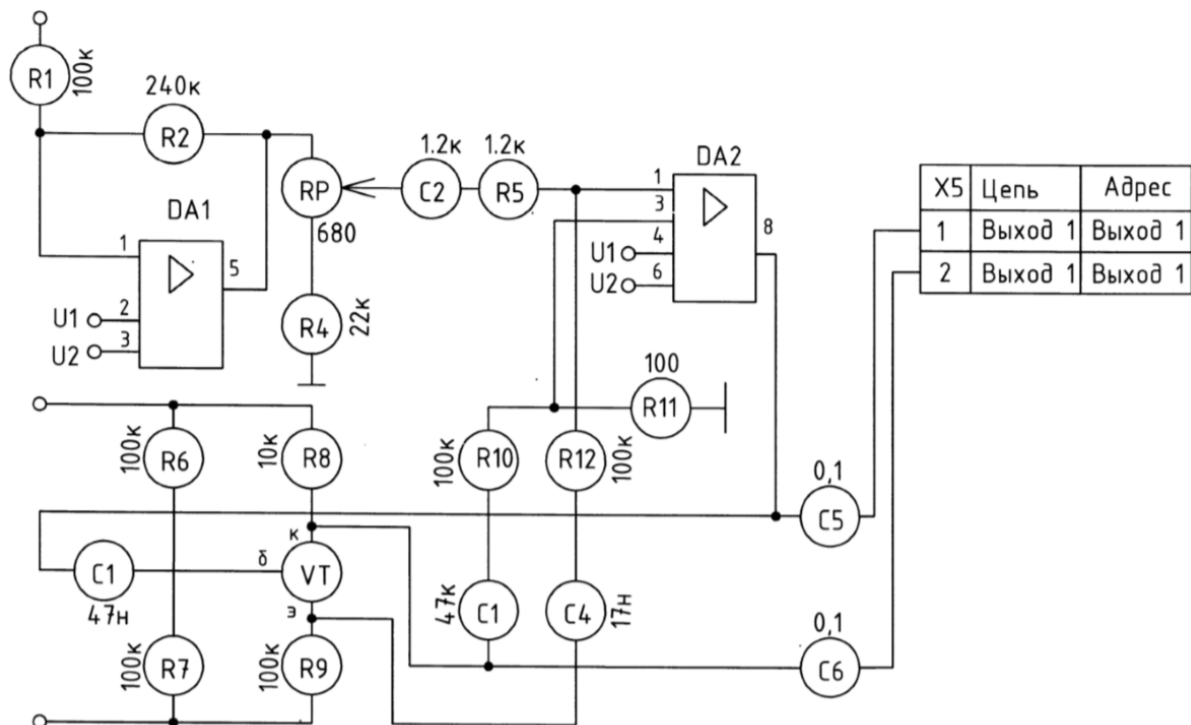 R1
100к
240к
R2
DA1
1
5
U1
2
U2
3
RP
680
R4
22к
1.2к
1.2к
C2
R5
DA2
1
3
4
6
8
U1
U2
X5 Цепь Адрес
1 Выход 1 Выход 1
2 Выход 1 Выход 1
100
R11
100к
R6
10к
R8
100к
R10
R12
100к
0,1
C5
к
б
VT
э
C1
47н
47к
C1
C4
17н
100к
R7
100к
R9
0,1
C6